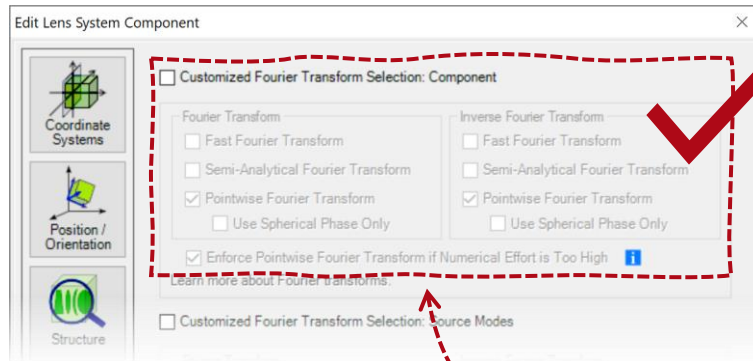 Edit Lens System Component
Coordinate
Systems
Position /
Orientation
Structure
Customized Fourier Transform Selection: Component
Fourier Transform
Fast Fourier Transform
Semi-Analytical Fourier Transform
Pointwise Fourier Transform
Use Spherical Phase Only
Inverse Fourier Transform
Fast Fourier Transform
Semi-Analytical Fourier Transform
Pointwise Fourier Transform
Use Spherical Phase Only
Enforce Pointwise Fourier Transform if Numerical Effort is Too High
Learn more about Fourier transforms.
Customized Fourier Transform Selection: Source Modes